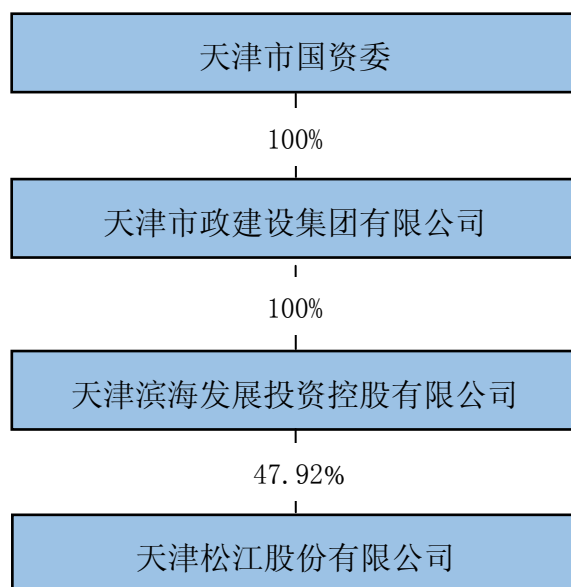 天津市国资委
100%
天津市政建设集团有限公司
100%
天津滨海发展投资控股有限公司
47.92%
天津松江股份有限公司